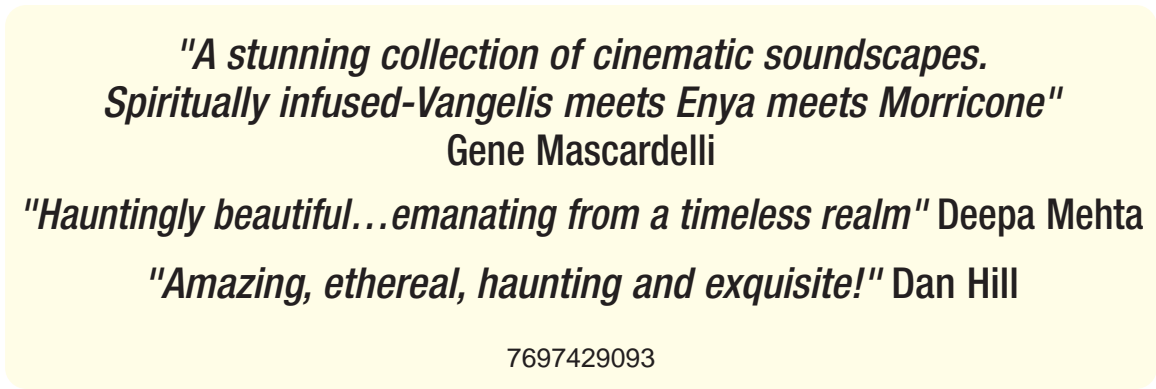 "A stunning collection of cinematic soundscapes.
Spiritually infused-Vangelis meets Enya meets Morricone"
Gene Mascardelli
"Hauntingly beautiful…emanating from a timeless realm" Deepa Mehta
"Amazing, ethereal, haunting and exquisite!" Dan Hill
7697429093